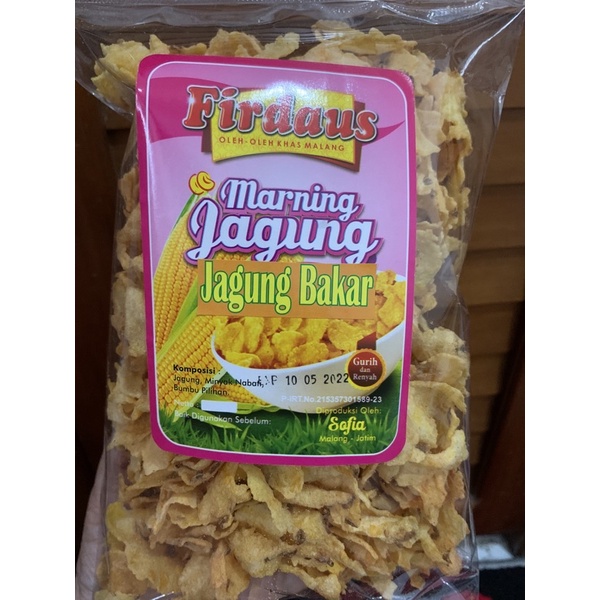 Firdaus
OLEH-OLEH KHAS MALANG
Marning
Jagung
Jagung Bakar
Komposisi :
Jagung, Minyak Nabati,
Bumbu Pilihan
EXP 10 05 2022
Gurih
dan
Renyah
P-IRT.No.
Baik Digunakan Sebelum:
Diproduksi Oleh:
Sofia
Malang - Jatim